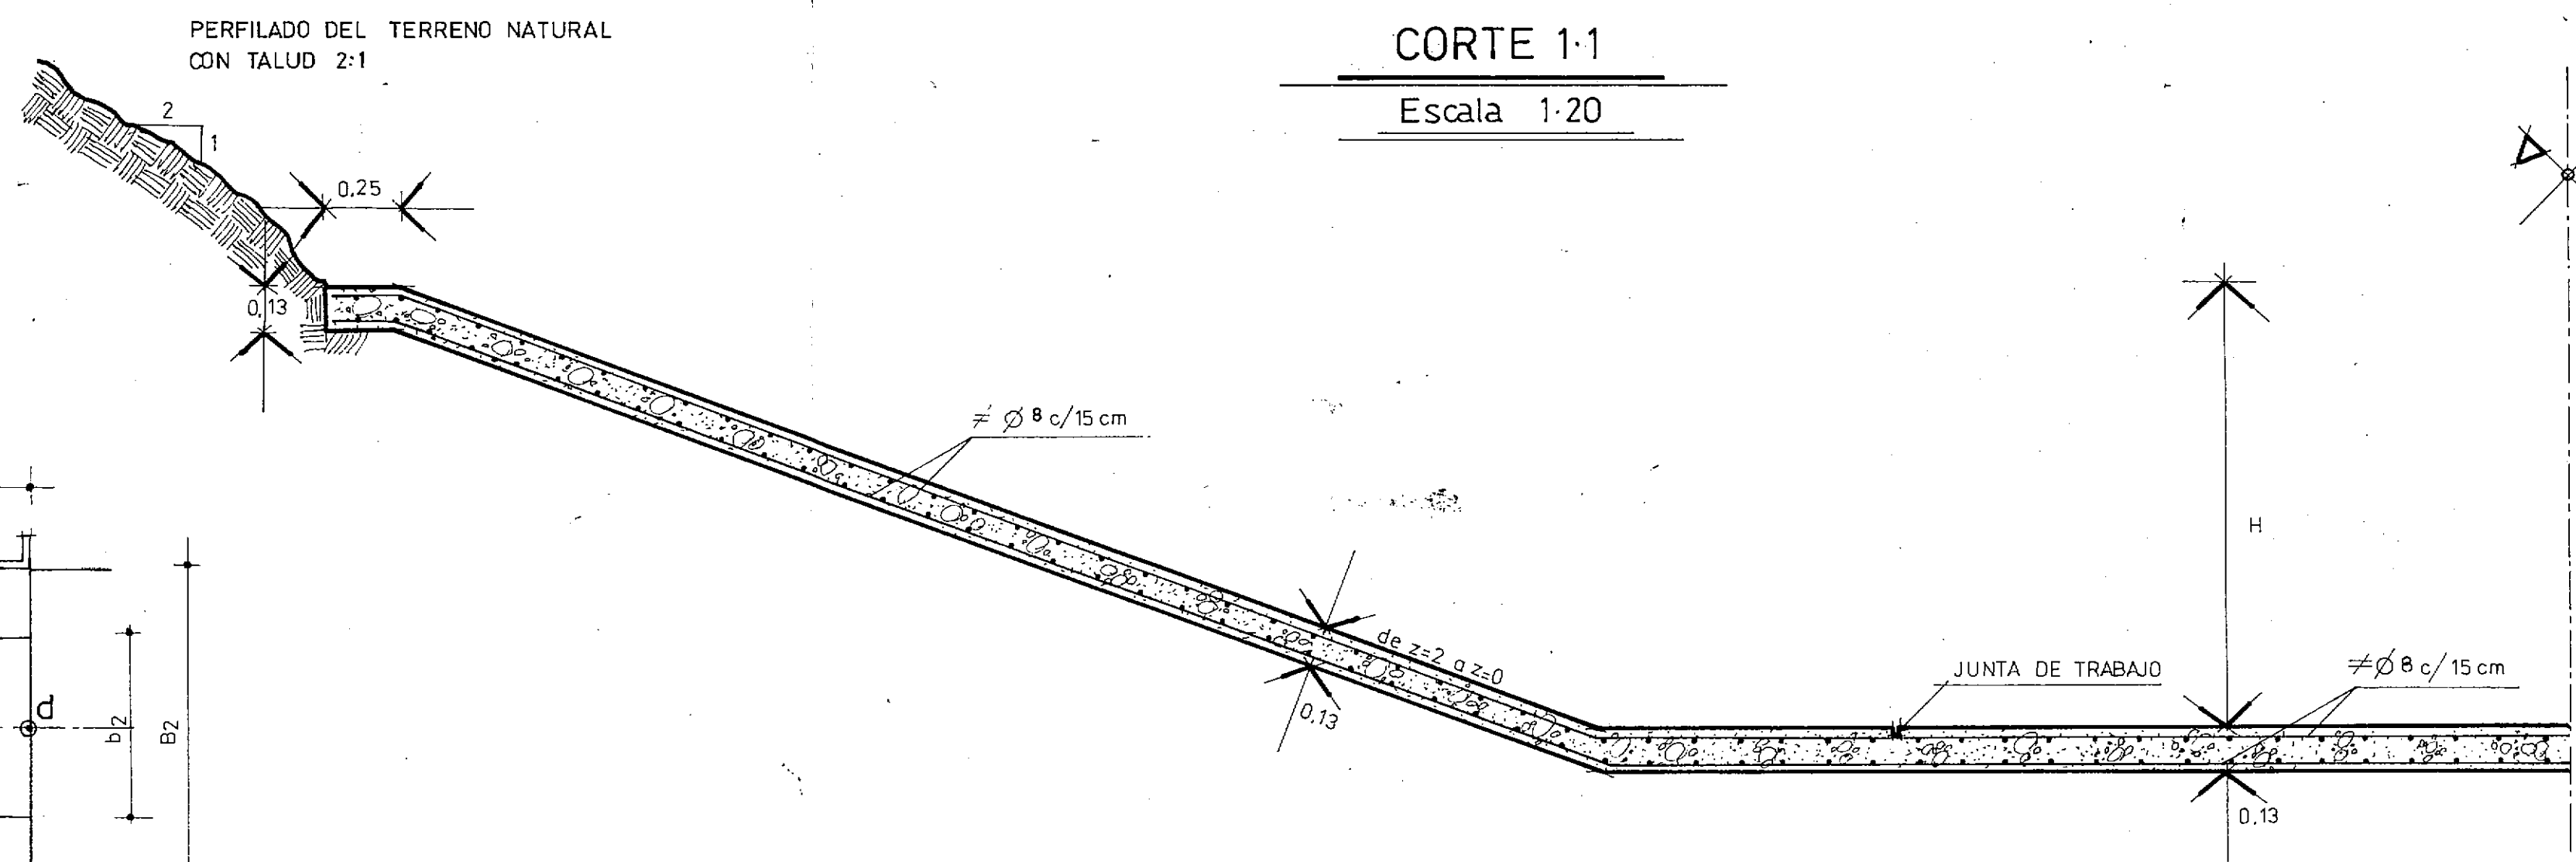 PERFILADO DEL TERRENO NATURAL
CON TALUD 2:1
CORTE 1·1
Escala 1·20
2
1
0,25
0,13
≠ Ø 8 c/15 cm
H
de z=2 a z=0
0,13
JUNTA DE TRABAJO
≠ Ø 8 c/15 cm
d
b2
B2
0,13